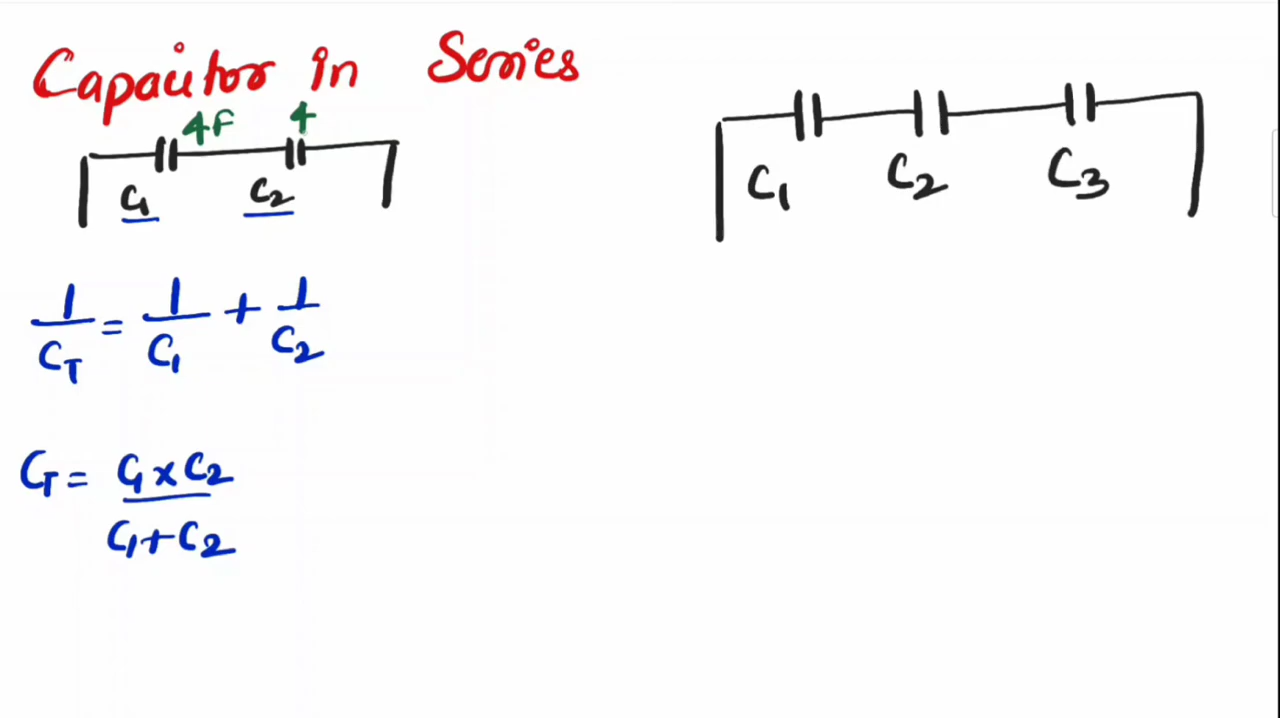 Capacitor in Series
4F 4
C1 C2
C1 C2 C3
1/CT = 1/C1 + 1/C2
CT = C1 x C2
C1 + C2